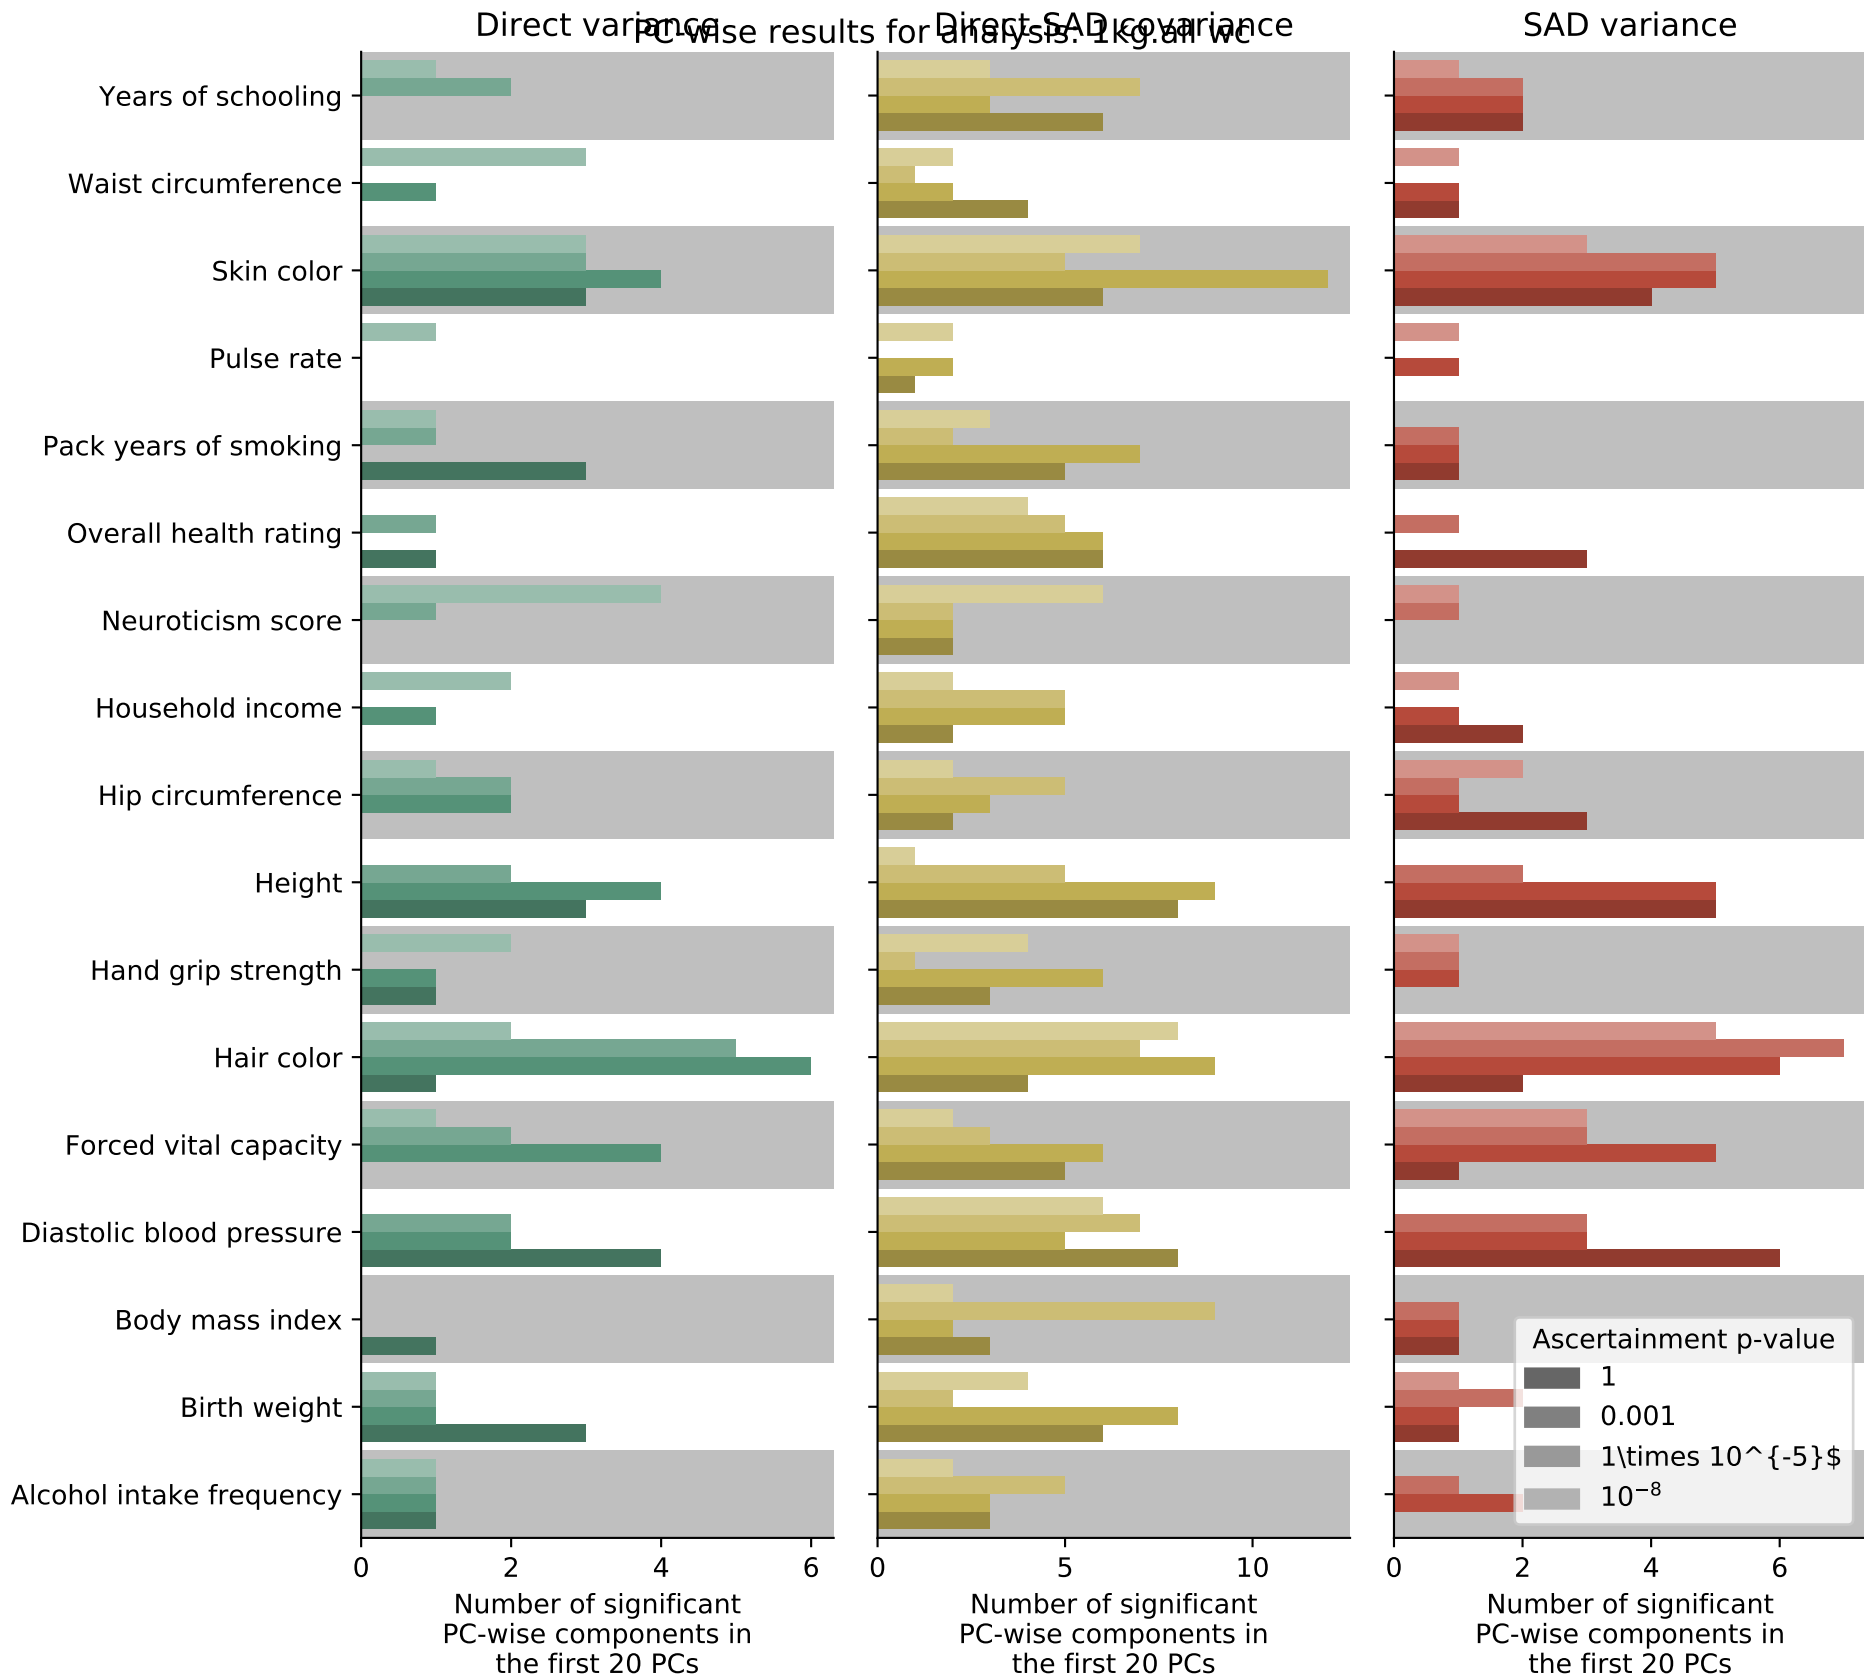 Direct variance
Direct-SAD covariance
SAD variance
PC-wise results for analysis: 1kg.all wc
Years of schooling
Waist circumference
Skin color
Pulse rate
Pack years of smoking
Overall health rating
Neuroticism score
Household income
Hip circumference
Height
Hand grip strength
Hair color
Forced vital capacity
Diastolic blood pressure
Body mass index
Birth weight
Alcohol intake frequency
Ascertainment p-value
1
0.001
1\times 10^{-5}$
10⁻⁸
0 2 4 6
0 5 10
0 2 4 6
Number of significant
PC-wise components in
the first 20 PCs
Number of significant
PC-wise components in
the first 20 PCs
Number of significant
PC-wise components in
the first 20 PCs